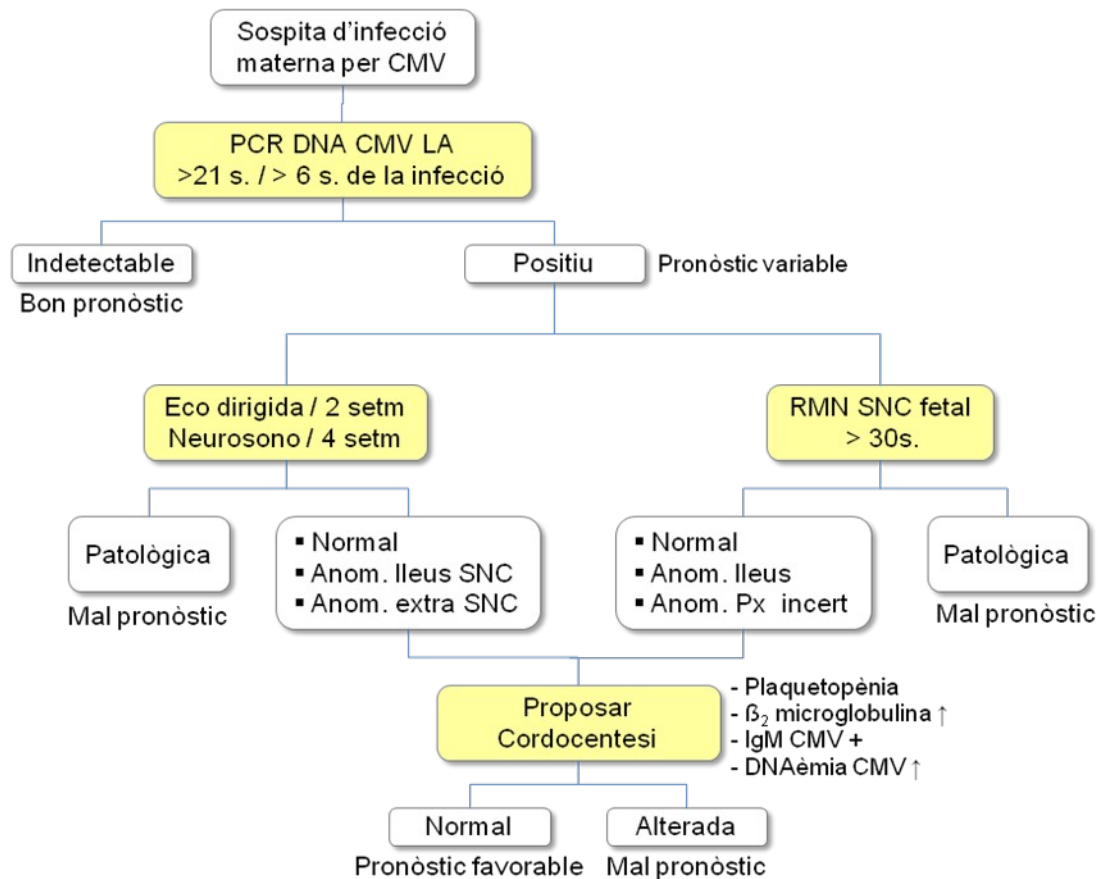 Sospita d’infecció
materna per CMV
PCR DNA CMV LA
>21 s. / > 6 s. de la infecció
Indetectable
Bon pronòstic
Positiu
Pronòstic variable
Eco dirigida / 2 setm
Neurosono / 4 setm
RMN SNC fetal
> 30s.
Patològica
Mal pronòstic
▪ Normal
▪ Anom. lleus SNC
▪ Anom. extra SNC
▪ Normal
▪ Anom. lleus
▪ Anom. Px incert
Patològica
Mal pronòstic
Proposar
Cordocentesi
- Plaquetopènia
- ß₂ microglobulina ↑
- IgM CMV +
- DNAèmia CMV ↑
Normal
Pronòstic favorable
Alterada
Mal pronòstic